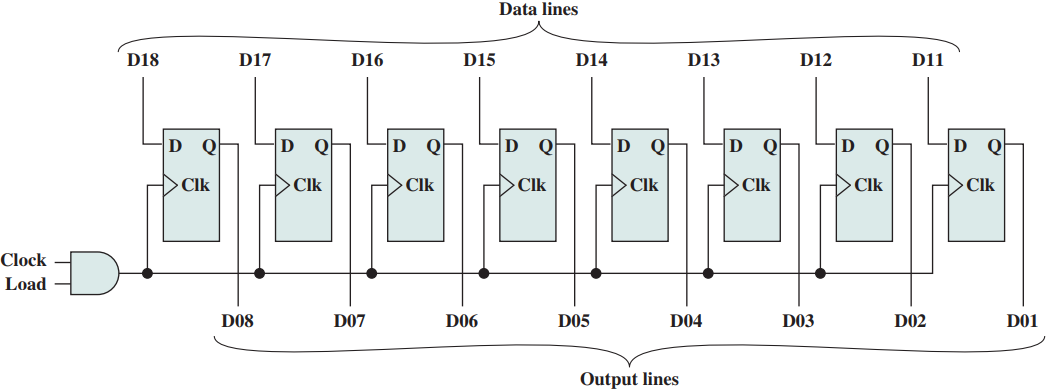 Data lines
D18 D17 D16 D15 D14 D13 D12 D11
D Q D Q D Q D Q D Q D Q D Q D Q
Clk Clk Clk Clk Clk Clk Clk Clk
Clock
Load
D08 D07 D06 D05 D04 D03 D02 D01
Output lines